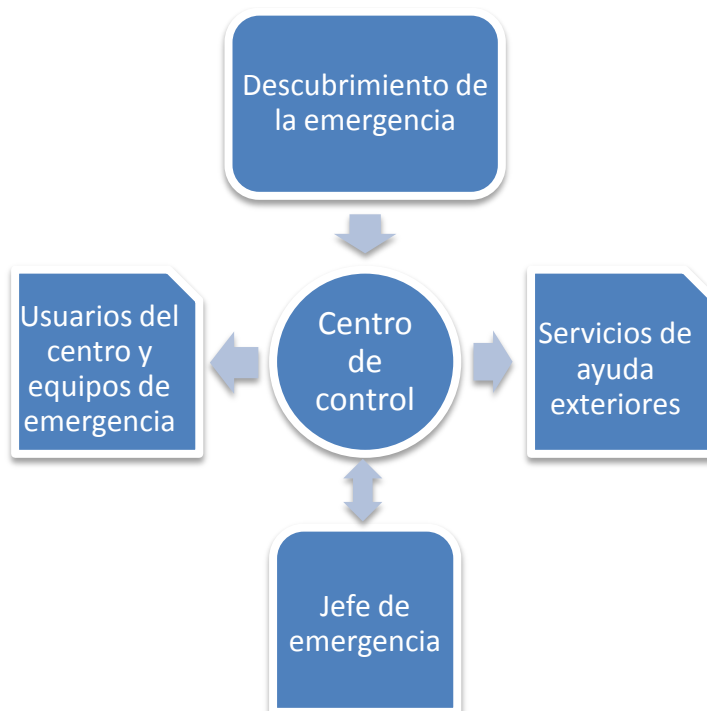 Descubrimiento de
la emergencia
Usuarios del
centro y
equipos de
emergencia
Centro
de
control
Servicios de
ayuda
exteriores
Jefe de
emergencia